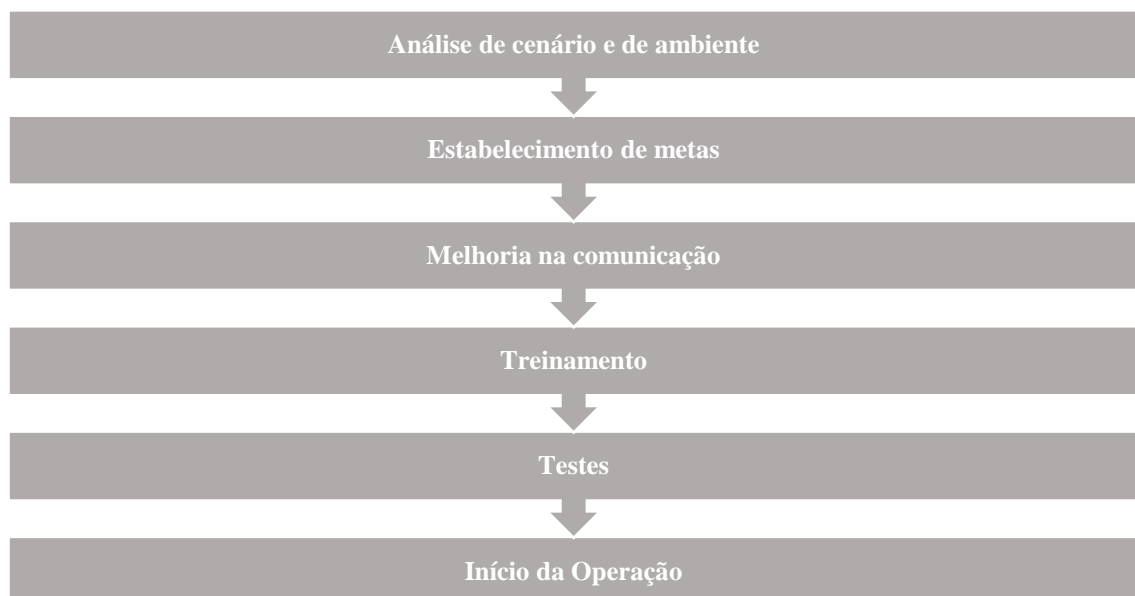 Análise de cenário e de ambiente
Estabelecimento de metas
Melhoria na comunicação
Treinamento
Testes
Início da Operação